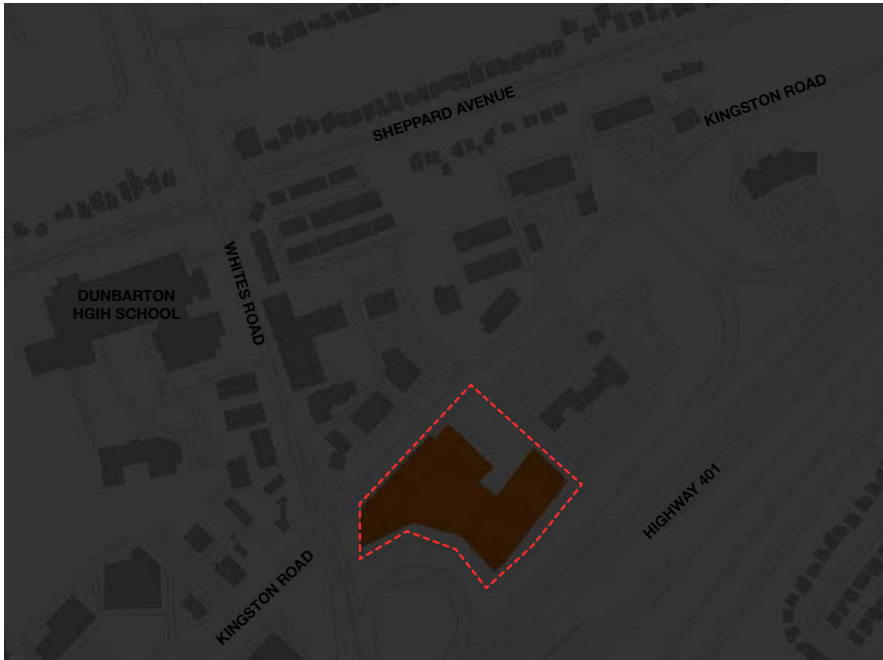 SHEPPARD AVENUE
KINGSTON ROAD
WHITES ROAD
DUNBARTON
HGIH SCHOOL
HIGHWAY 401
KINGSTON ROAD